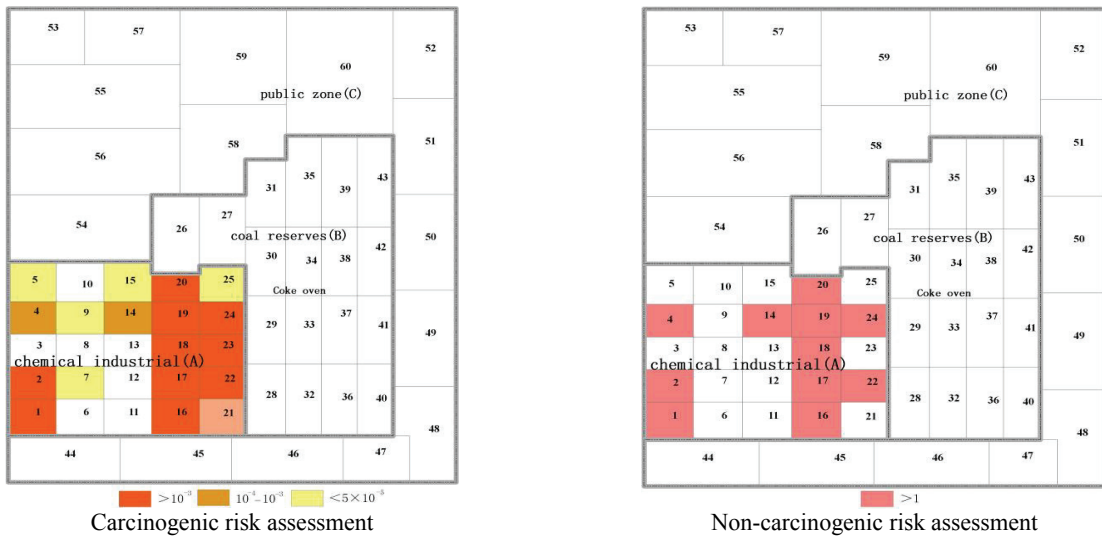 53 57
52
59
60
55
public zone(C)
51
58
56
35 43
31 39
27
54 26
coal reserves(B) 42
50
30 34 38
5 10 15 20 25
Coke oven
4 9 14 19 24
37
29 33 41
49
3 8 13 18 23
chemical industrial(A)
2 7 12 17 22
28 32 36 40
1 6 11 16 21
48
44 45 46 47
>10⁻³ 10⁻⁴–10⁻³ <5×10⁻⁵
Carcinogenic risk assessment
53 57
52
59
60
55
public zone(C)
51
58
56
35 43
31 39
27
54 26
coal reserves(B) 42
50
30 34 38
5 10 15 20 25
Coke oven
4 9 14 19 24
37
29 33 41
49
3 8 13 18 23
chemical industrial(A)
2 7 12 17 22
28 32 36 40
1 6 11 16 21
48
44 45 46 47
>1
Non-carcinogenic risk assessment